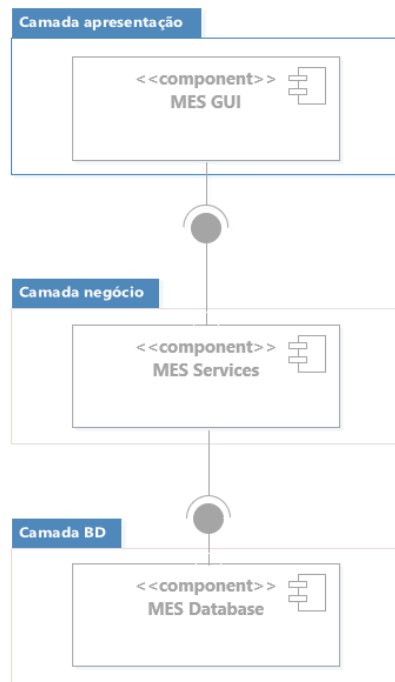 Camada apresentação
<<component>>
MES GUI
Camada negócio
<<component>>
MES Services
Camada BD
<<component>>
MES Database